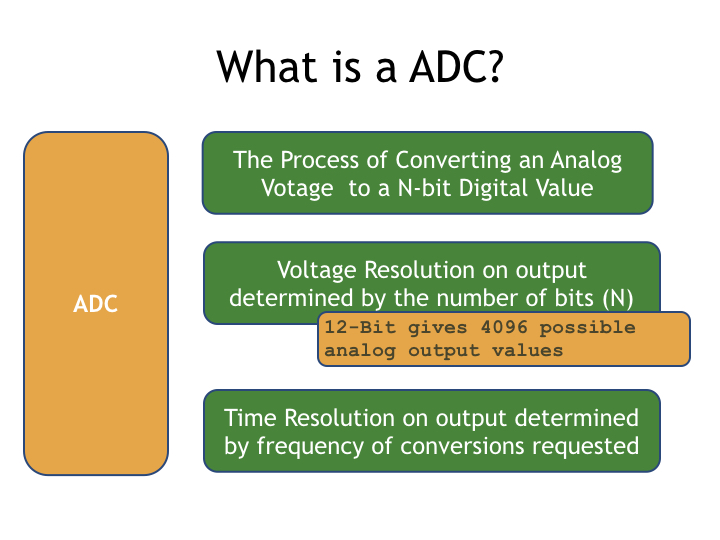 What is a ADC?
ADC
The Process of Converting an Analog
Votage  to a N-bit Digital Value
Voltage Resolution on output
determined by the number of bits (N)
12-Bit gives 4096 possible
analog output values
Time Resolution on output determined
by frequency of conversions requested